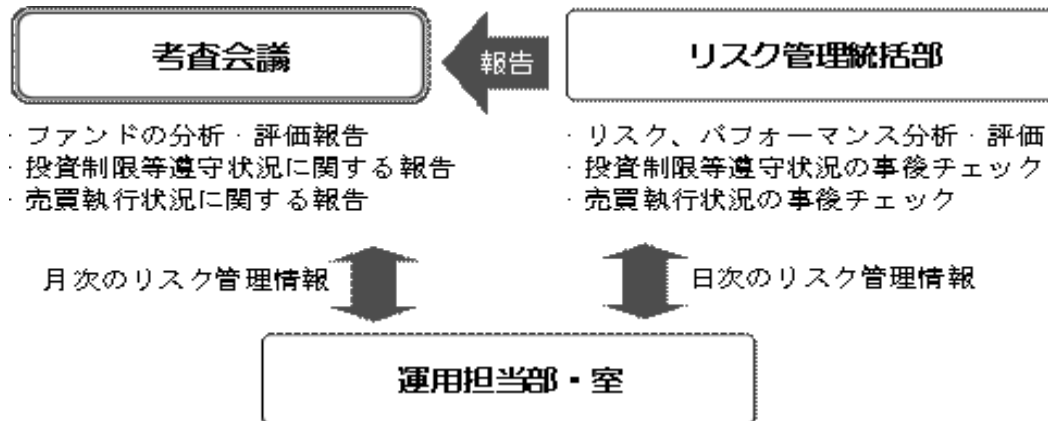 考査会議
報告
リスク管理統括部
・ファンドの分析・評価報告
・投資制限等遵守状況に関する報告
・売買執行状況に関する報告
・リスク、パフォーマンス分析・評価
・投資制限等遵守状況の事後チェック
・売買執行状況の事後チェック
月次のリスク管理情報
日次のリスク管理情報
運用担当部・室